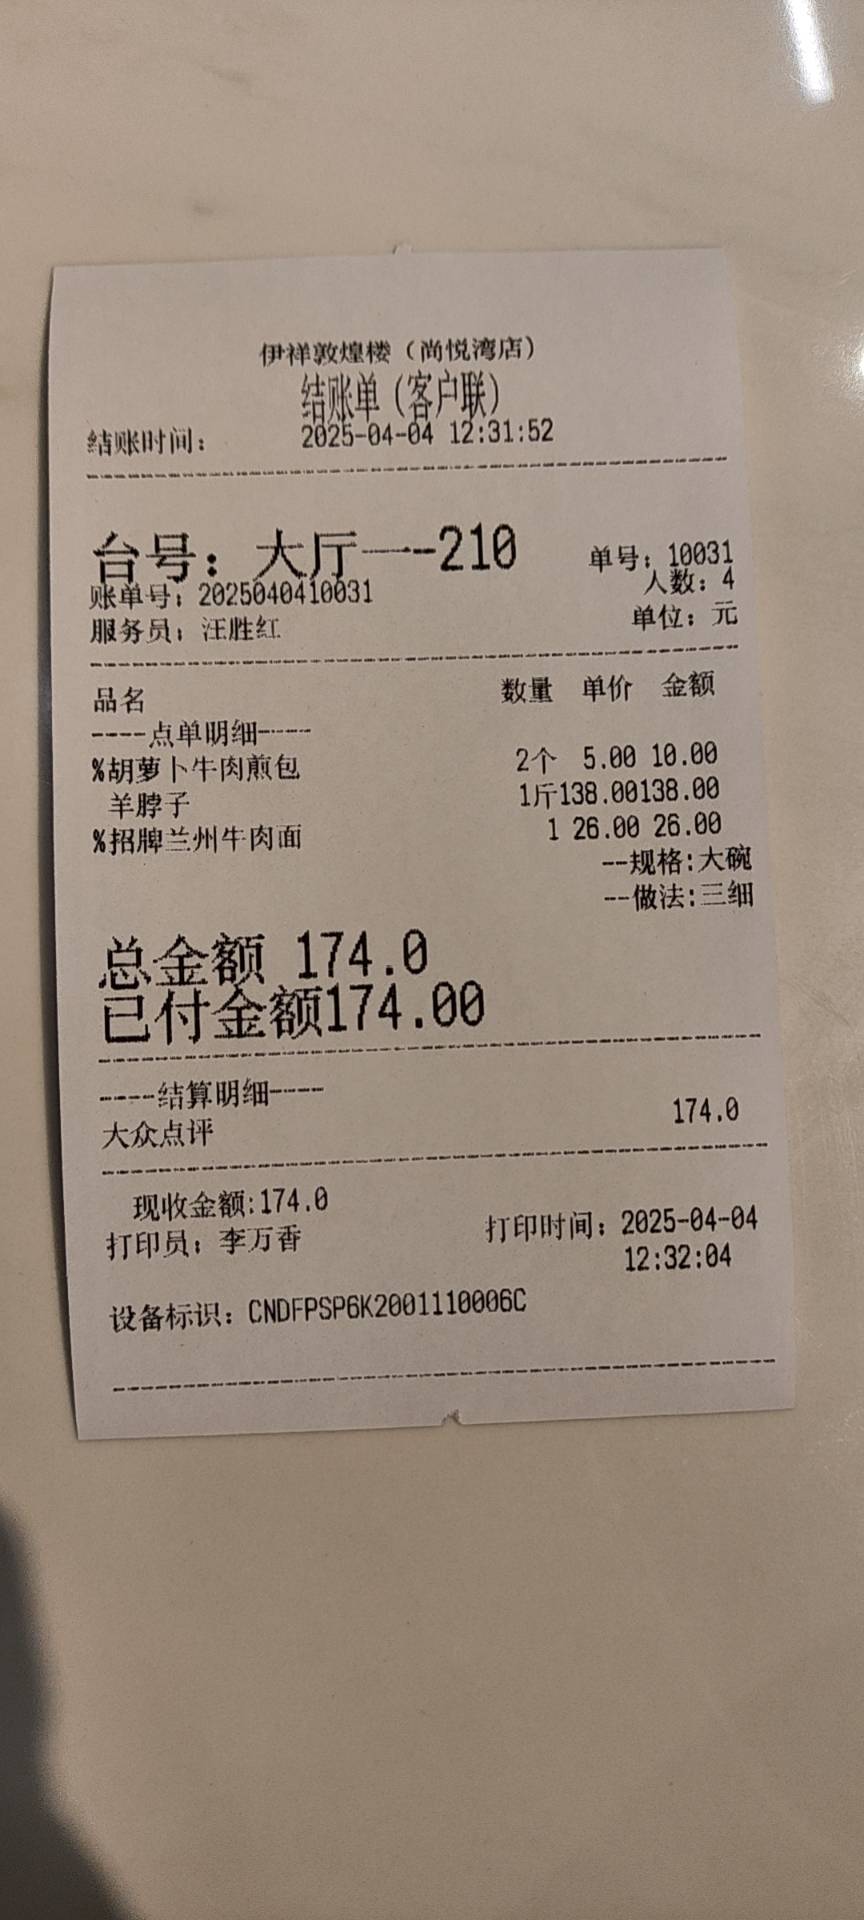 伊祥敦煌楼（尚悦湾店）
结账单（客户联）
结账时间： 2025-04-04 12:31:52
台号：大厅一-210 单号：10031
账单号：2025040410031 人数：4
服务员：汪胜红 单位：元
品名 数量 单价 金额
----点单明细----
%胡萝卜牛肉煎包 2个 5.00 10.00
羊脖子 1斤138.00138.00
%招牌兰州牛肉面 1 26.00 26.00
--规格:大碗
--做法:三细
总金额 174.0
已付金额174.00
----结算明细----
大众点评 174.0
现收金额:174.0
打印员：李万香 打印时间：2025-04-04
12:32:04
设备标识：CNDFPSP6K2001110006C